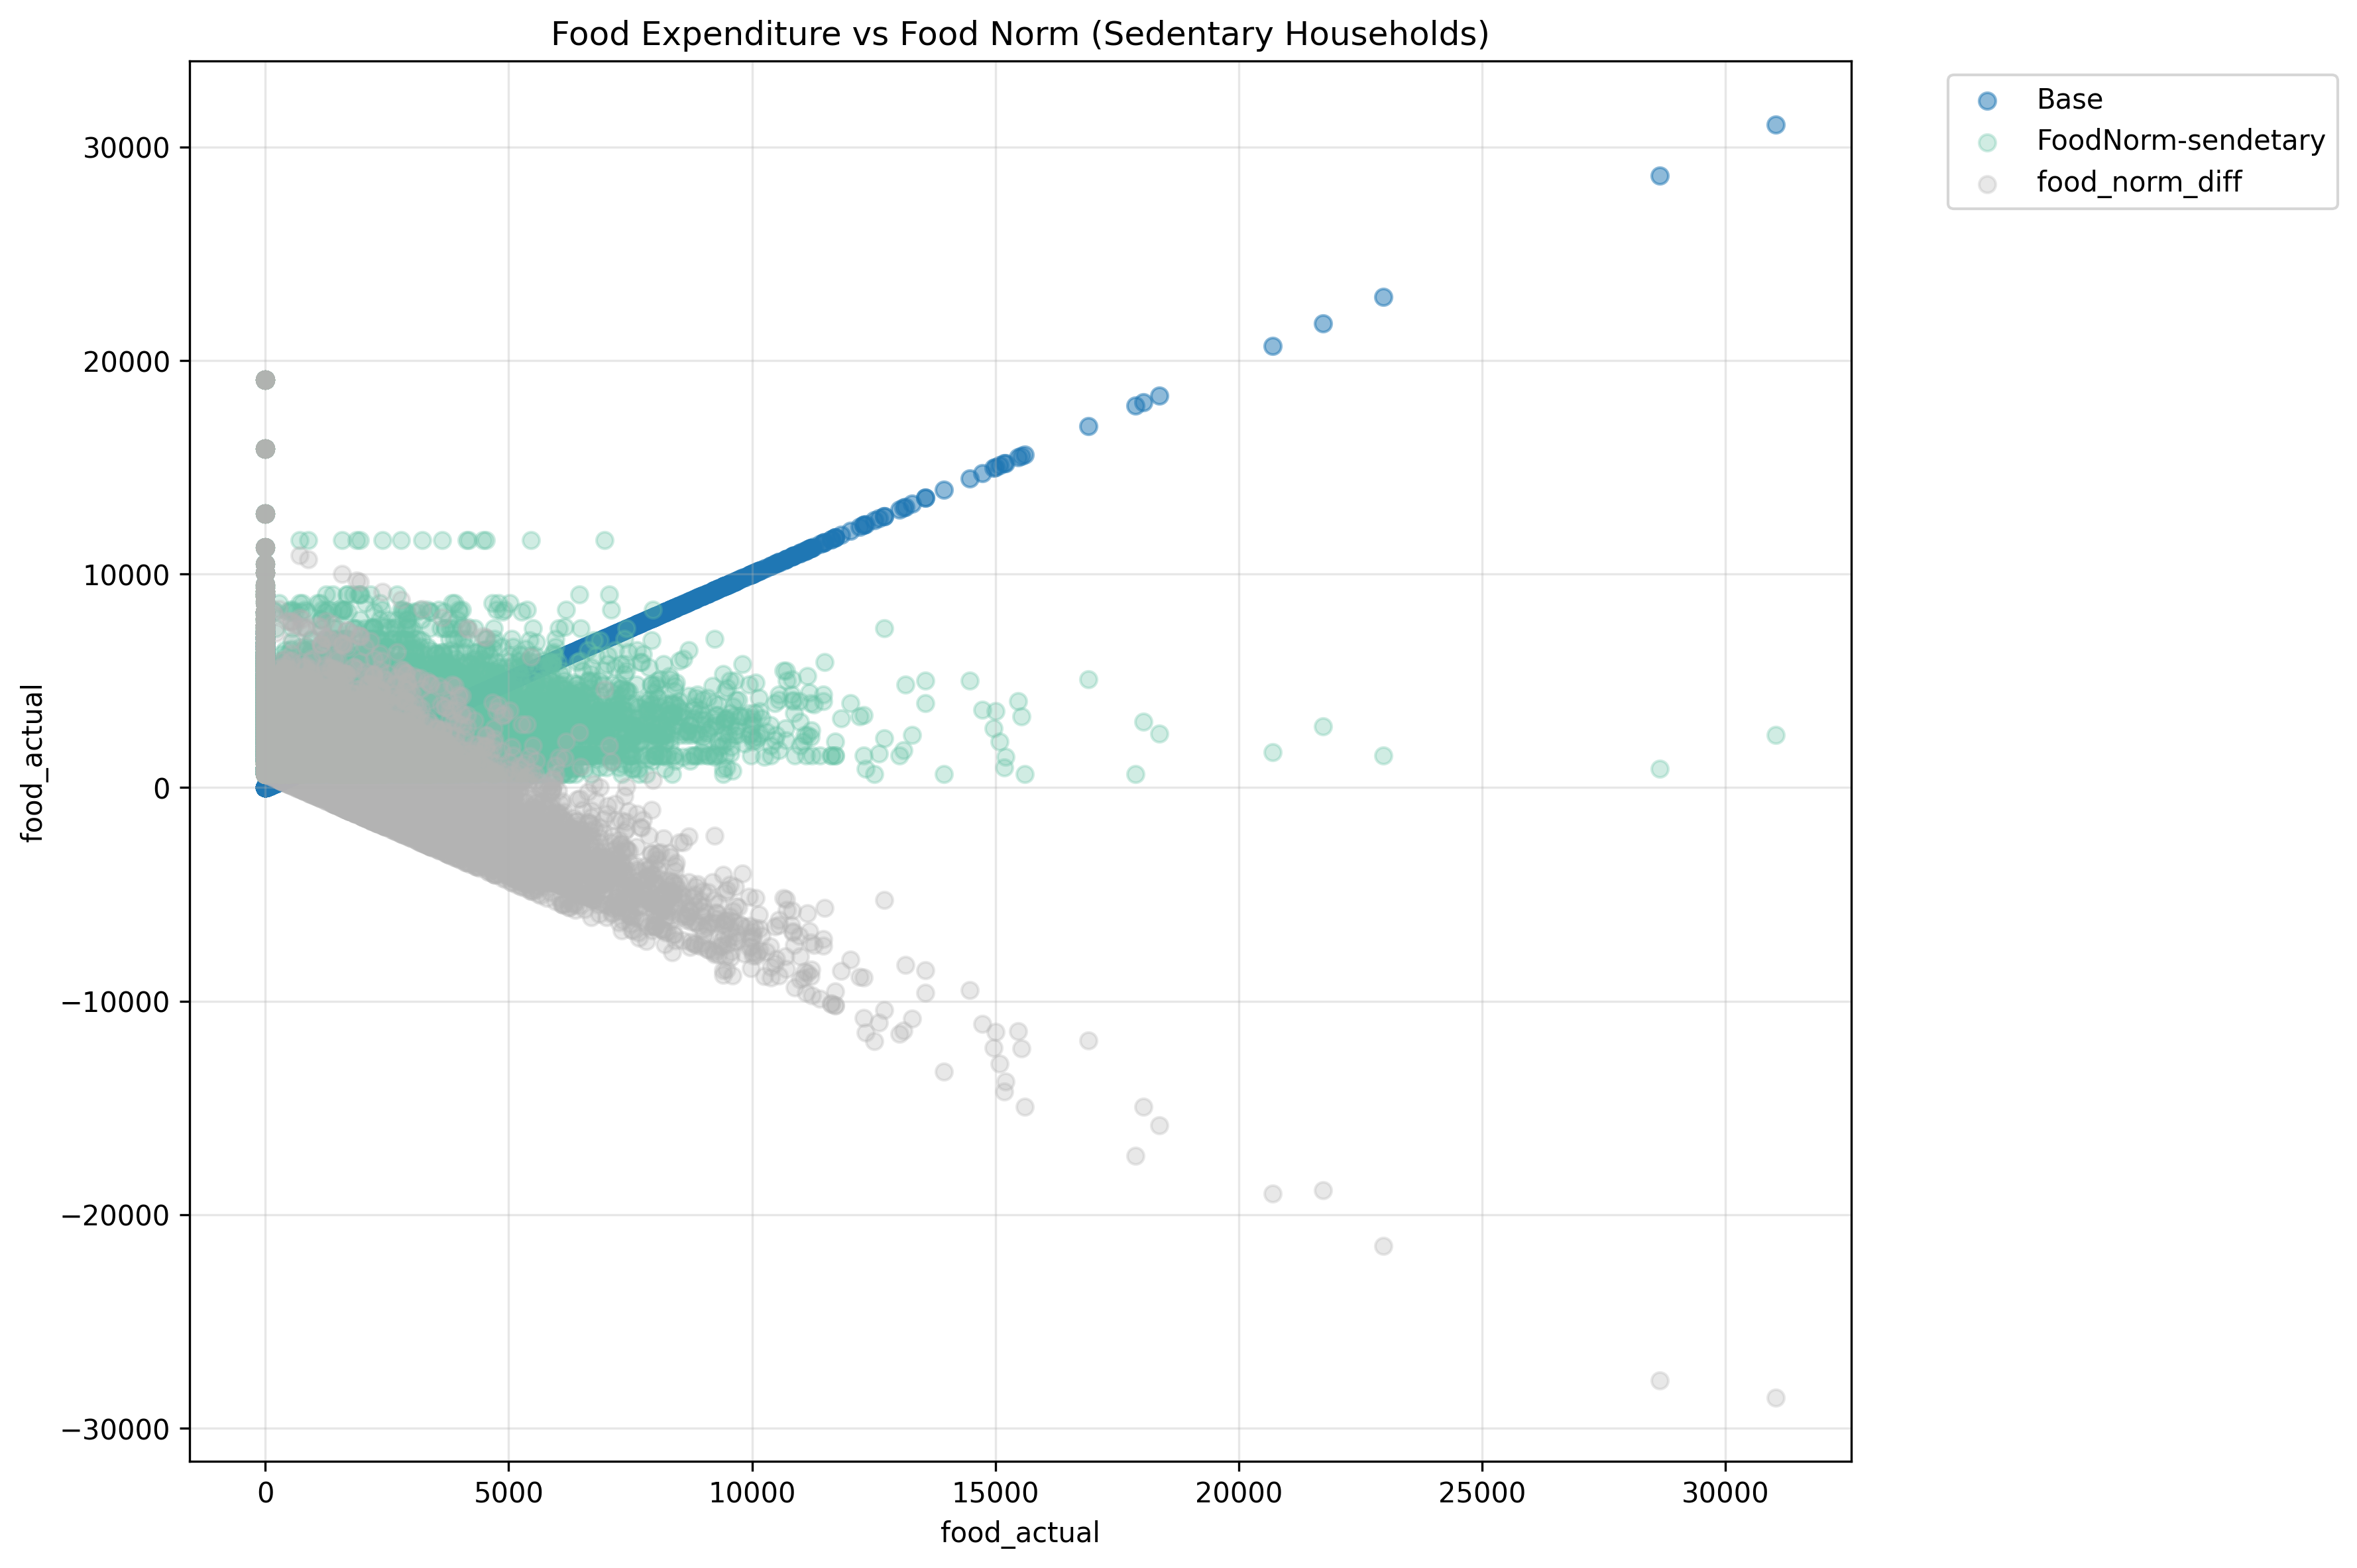 Food Expenditure vs Food Norm (Sedentary Households)
Base
FoodNorm-sendetary
food_norm_diff
30000
20000
10000
0
−10000
−20000
−30000
food_actual
0 5000 10000 15000 20000 25000 30000
food_actual